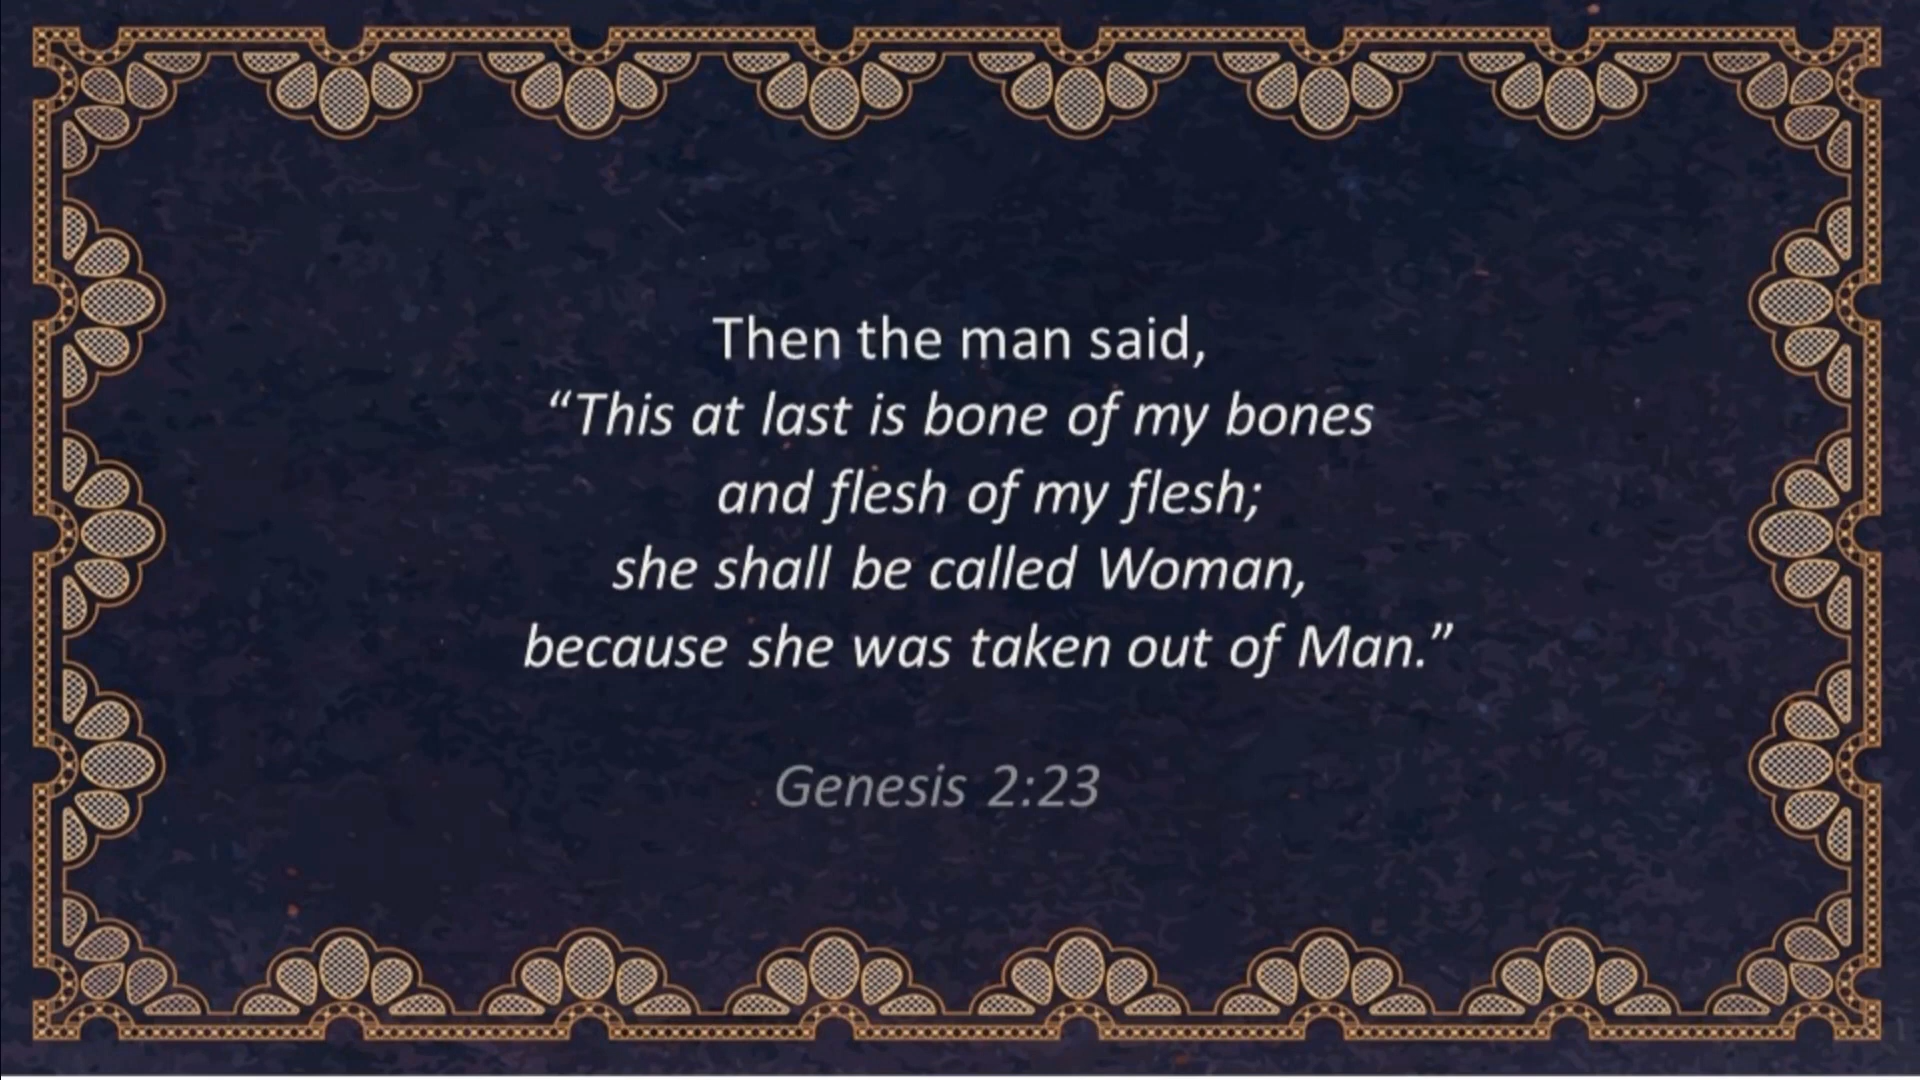 Then the man said,
“This at last is bone of my bones
and flesh of my flesh;
she shall be called Woman,
because she was taken out of Man.”
Genesis 2:23